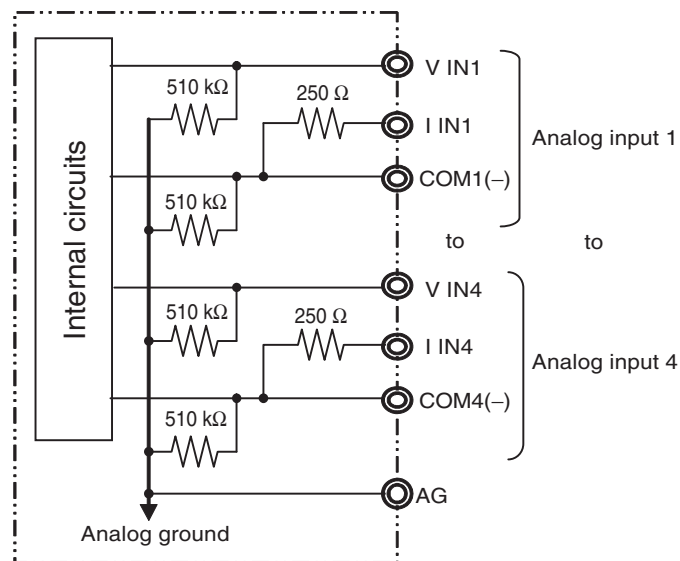 Internal circuits
510 kΩ
V IN1
250 Ω
I IN1
Analog input 1
COM1(−)
510 kΩ
to
to
V IN4
510 kΩ
250 Ω
I IN4
Analog input 4
COM4(−)
510 kΩ
AG
Analog ground